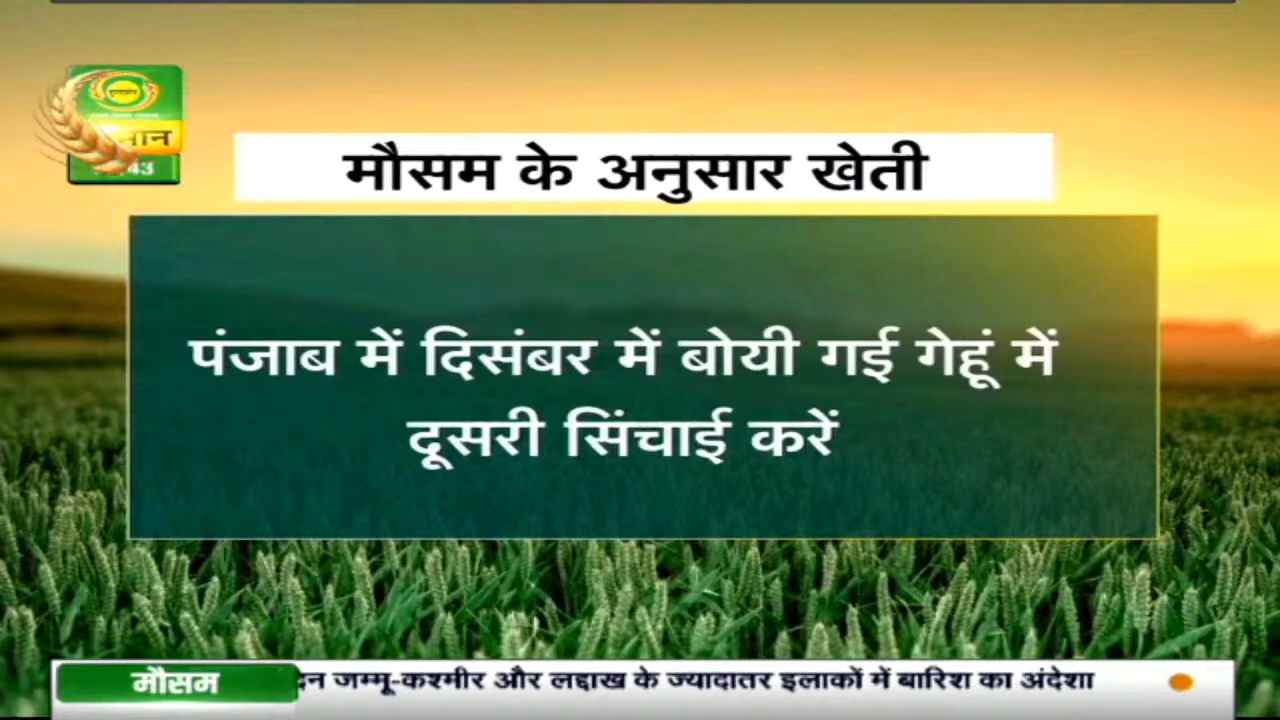 मौसम के अनुसार खेती
पंजाब में दिसंबर में बोयी गई गेहूं में
दूसरी सिंचाई करें
मौसम
जम्मू-कश्मीर और लद्दाख के ज्यादातर इलाकों में बारिश का अंदेशा